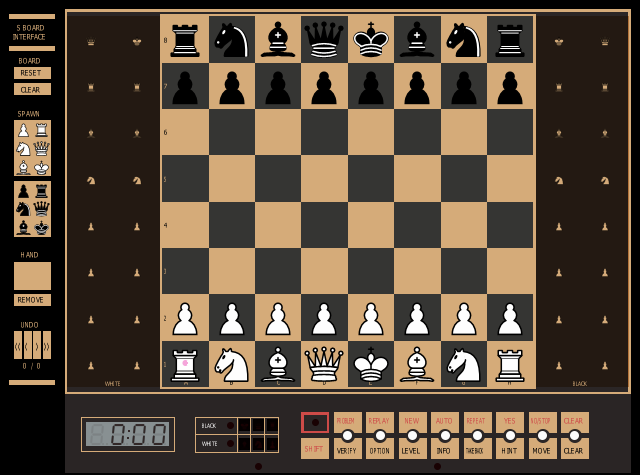 S BOARD
INTERFACE
BOARD
RESET
CLEAR
SPAWN
HAND
REMOVE
UNDO
0 / 0
8
7
6
5
4
3
2
1
WHITE
BLACK
0:00
BLACK
WHITE
PROBLEM REPLAY NEW AUTO REPEAT YES NO/STOP CLEAR
SHIFT VERIFY OPTION LEVEL INFO TAKEBACK HINT MOVE CLEAR